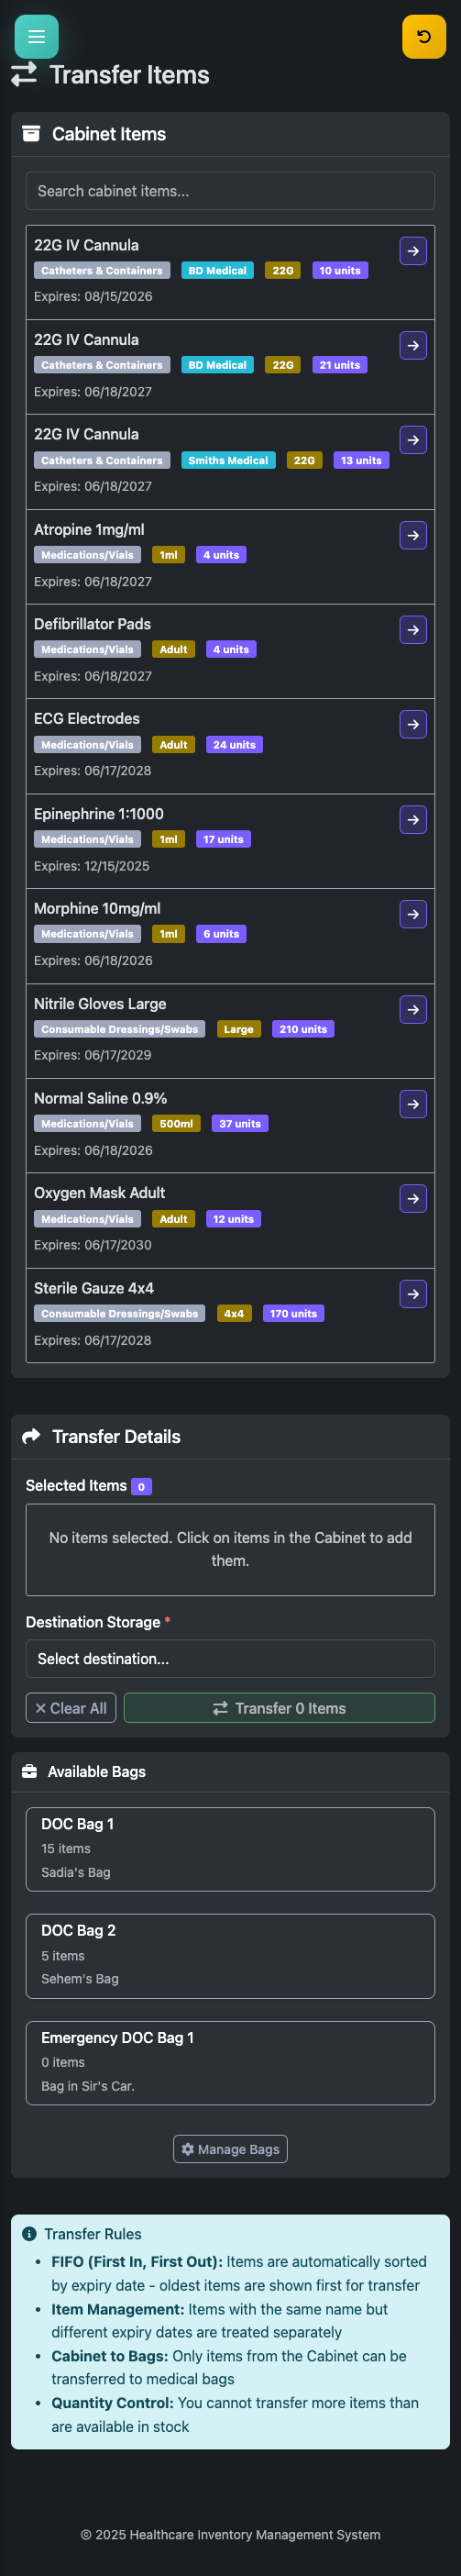 Transfer Items
Cabinet Items
Search cabinet items...
22G IV Cannula
Catheters & Containers BD Medical 22G 10 units
Expires: 08/15/2026
22G IV Cannula
Catheters & Containers BD Medical 22G 21 units
Expires: 06/18/2027
22G IV Cannula
Catheters & Containers Smiths Medical 22G 13 units
Expires: 06/18/2027
Atropine 1mg/ml
Medications/Vials 1ml 4 units
Expires: 06/18/2027
Defibrillator Pads
Medications/Vials Adult 4 units
Expires: 06/18/2027
ECG Electrodes
Medications/Vials Adult 24 units
Expires: 06/17/2028
Epinephrine 1:1000
Medications/Vials 1ml 17 units
Expires: 12/15/2025
Morphine 10mg/ml
Medications/Vials 1ml 6 units
Expires: 06/18/2026
Nitrile Gloves Large
Consumable Dressings/Swabs Large 210 units
Expires: 06/17/2029
Normal Saline 0.9%
Medications/Vials 500ml 37 units
Expires: 06/18/2026
Oxygen Mask Adult
Medications/Vials Adult 12 units
Expires: 06/17/2030
Sterile Gauze 4x4
Consumable Dressings/Swabs 4x4 170 units
Expires: 06/17/2028
Transfer Details
Selected Items 0
No items selected. Click on items in the Cabinet to add
them.
Destination Storage *
Select destination...
Clear All Transfer 0 Items
Available Bags
DOC Bag 1
15 items
Sadia's Bag
DOC Bag 2
5 items
Sehem's Bag
Emergency DOC Bag 1
0 items
Bag in Sir's Car.
Manage Bags
Transfer Rules
• FIFO (First In, First Out): Items are automatically sorted
by expiry date - oldest items are shown first for transfer
• Item Management: Items with the same name but
different expiry dates are treated separately
• Cabinet to Bags: Only items from the Cabinet can be
transferred to medical bags
• Quantity Control: You cannot transfer more items than
are available in stock
© 2025 Healthcare Inventory Management System